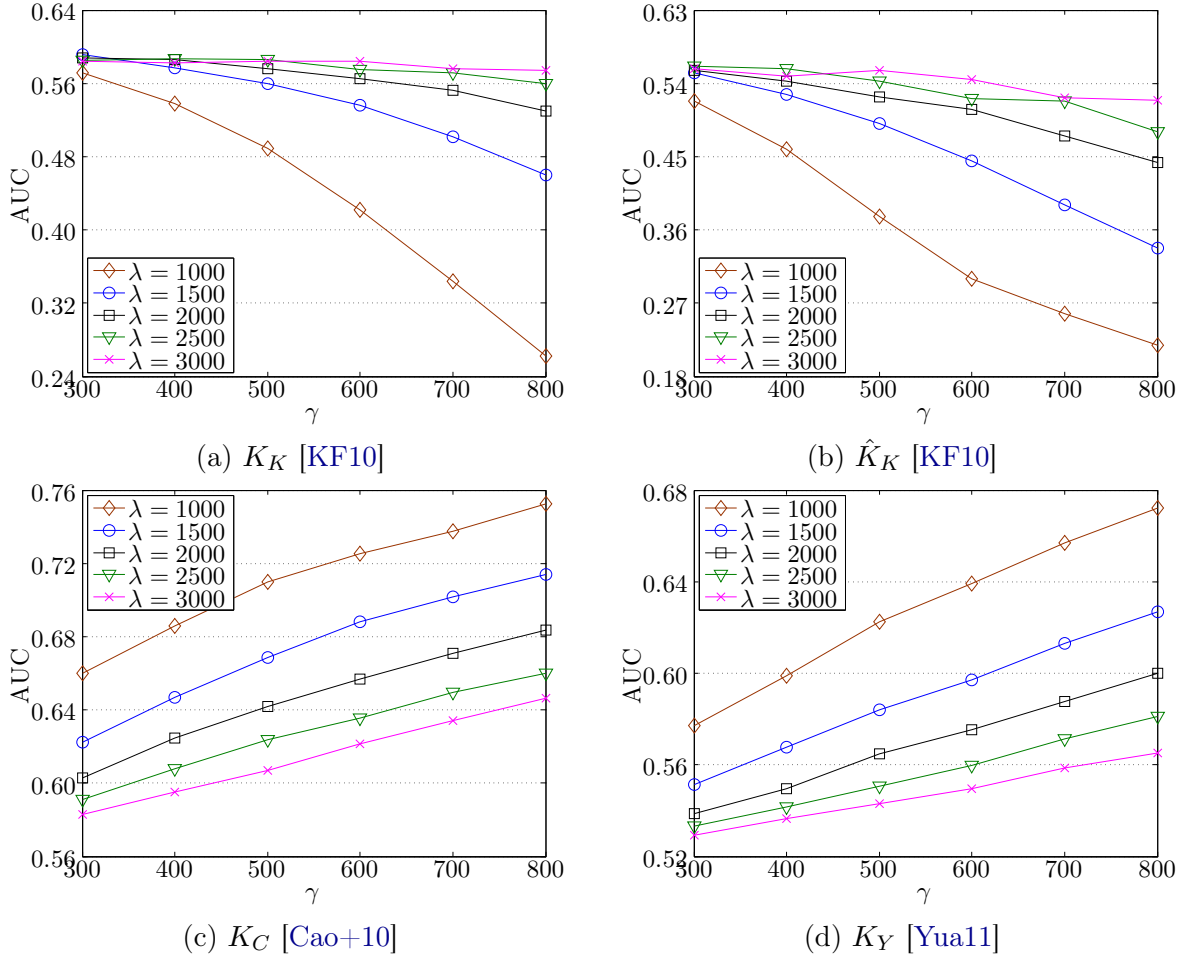 0.64
0.56
0.48
0.40
0.32
0.24
AUC
λ = 1000
λ = 1500
λ = 2000
λ = 2500
λ = 3000
300 400 500 600 700 800
γ
(a) K_K [KF10]
0.63
0.54
0.45
0.36
0.27
0.18
AUC
λ = 1000
λ = 1500
λ = 2000
λ = 2500
λ = 3000
300 400 500 600 700 800
γ
(b) K̂_K [KF10]
0.76
0.72
0.68
0.64
0.60
0.56
AUC
λ = 1000
λ = 1500
λ = 2000
λ = 2500
λ = 3000
300 400 500 600 700 800
γ
(c) K_C [Cao+10]
0.68
0.64
0.60
0.56
0.52
AUC
λ = 1000
λ = 1500
λ = 2000
λ = 2500
λ = 3000
300 400 500 600 700 800
γ
(d) K_Y [Yua11]